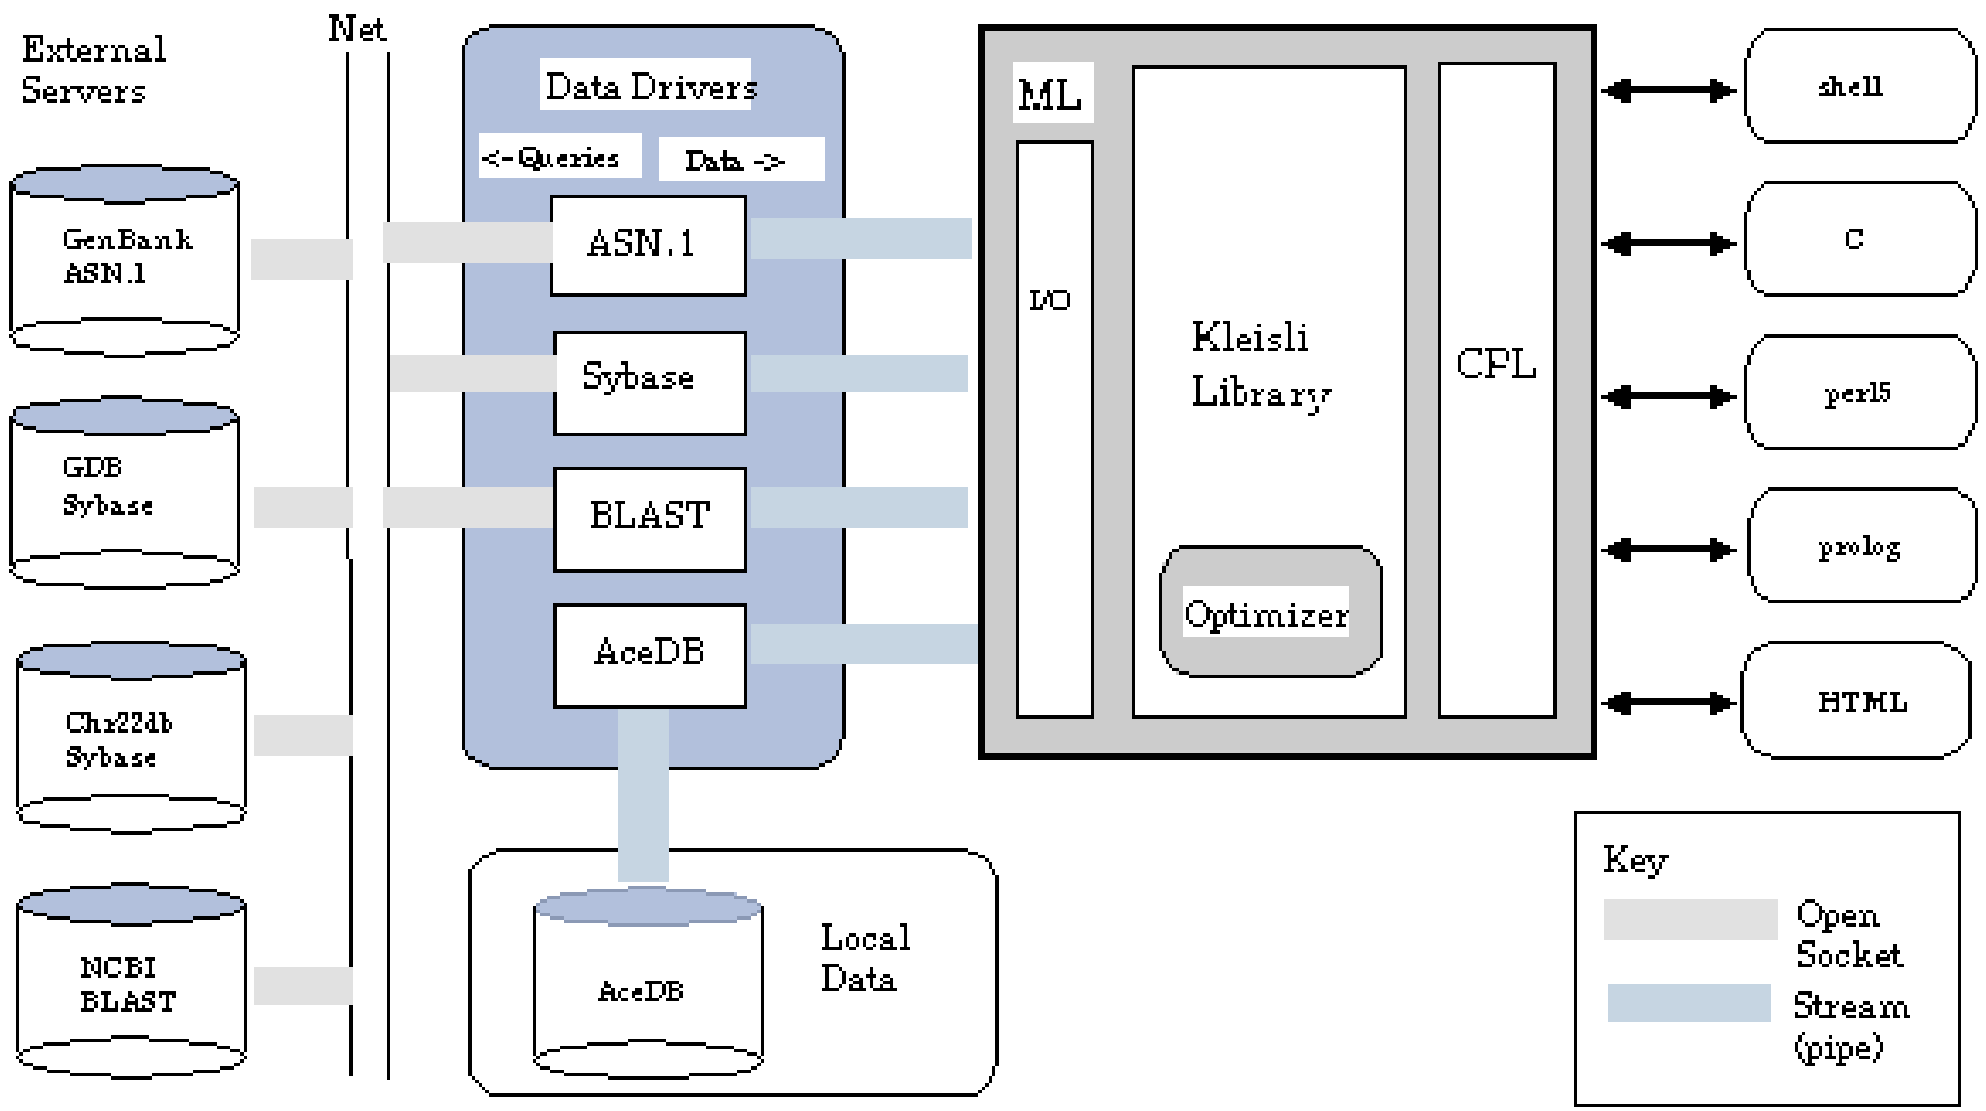 External
Servers
Net
GenBank
ASN.1
GDB
Sybase
Chr22db
Sybase
NCBI
BLAST
Data Drivers
<-Queries
Data ->
ASN.1
Sybase
BLAST
AceDB
AceDB
Local
Data
ML
I/O
Kleisli
Library
Optimizer
CPL
shell
C
perl5
prolog
HTML
Key
Open
Socket
Stream
(pipe)